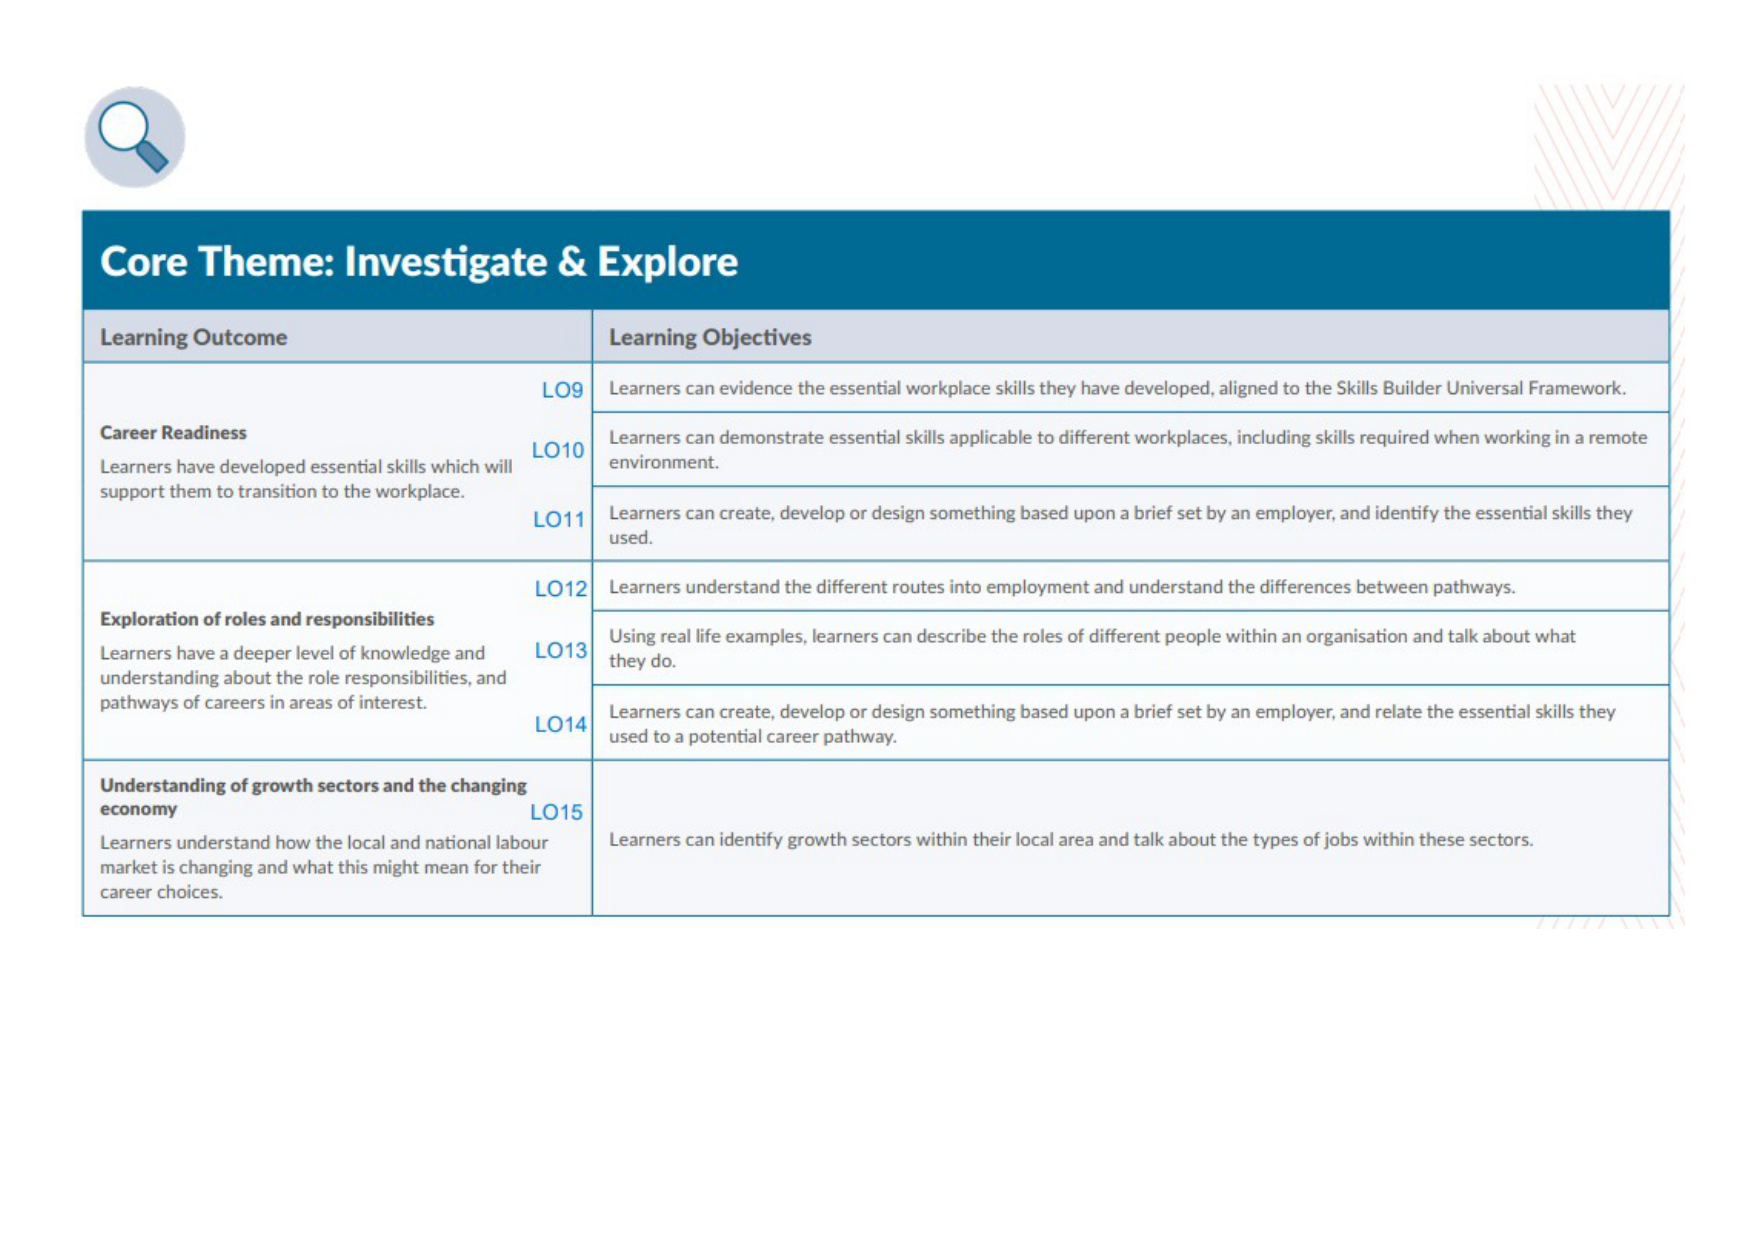 Core Theme: Investigate & Explore
Learning Outcome
Learning Objectives
Career Readiness
Learners have developed essential skills which will
support them to transition to the workplace.
LO9
Learners can evidence the essential workplace skills they have developed, aligned to the Skills Builder Universal Framework.
LO10
Learners can demonstrate essential skills applicable to different workplaces, including skills required when working in a remote
environment.
LO11
Learners can create, develop or design something based upon a brief set by an employer, and identify the essential skills they
used.
Exploration of roles and responsibilities
Learners have a deeper level of knowledge and
understanding about the role responsibilities, and
pathways of careers in areas of interest.
LO12
Learners understand the different routes into employment and understand the differences between pathways.
LO13
Using real life examples, learners can describe the roles of different people within an organisation and talk about what
they do.
LO14
Learners can create, develop or design something based upon a brief set by an employer, and relate the essential skills they
used to a potential career pathway.
Understanding of growth sectors and the changing
economy
LO15
Learners understand how the local and national labour
market is changing and what this might mean for their
career choices.
Learners can identify growth sectors within their local area and talk about the types of jobs within these sectors.